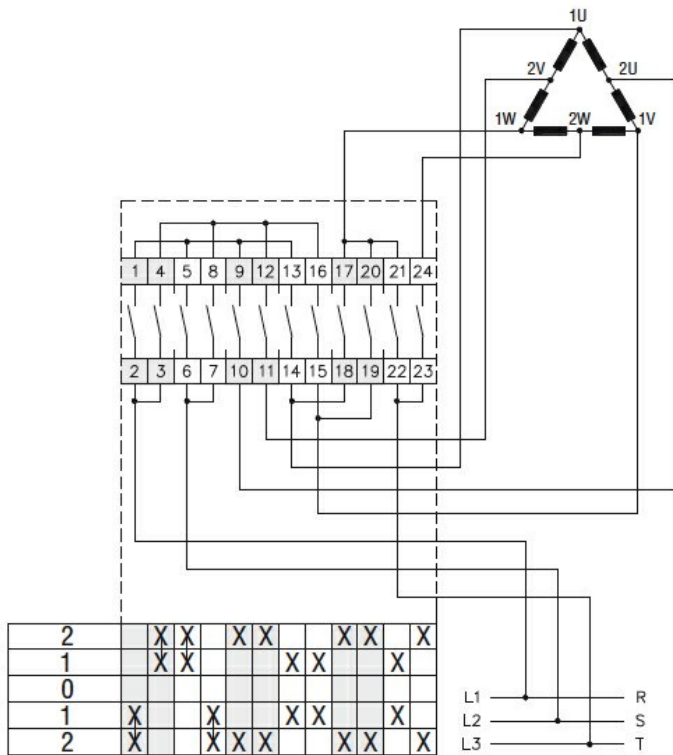 1U
2V 2U
1W 2W 1V
1 4 5 8 9 12 13 16 17 20 21 24
2 3 6 7 10 11 14 15 18 19 22 23
2 X X X X X X X
1 X X X X X
0
1 X X X X X
2 X X X X X X X
L1 R
L2 S
L3 T